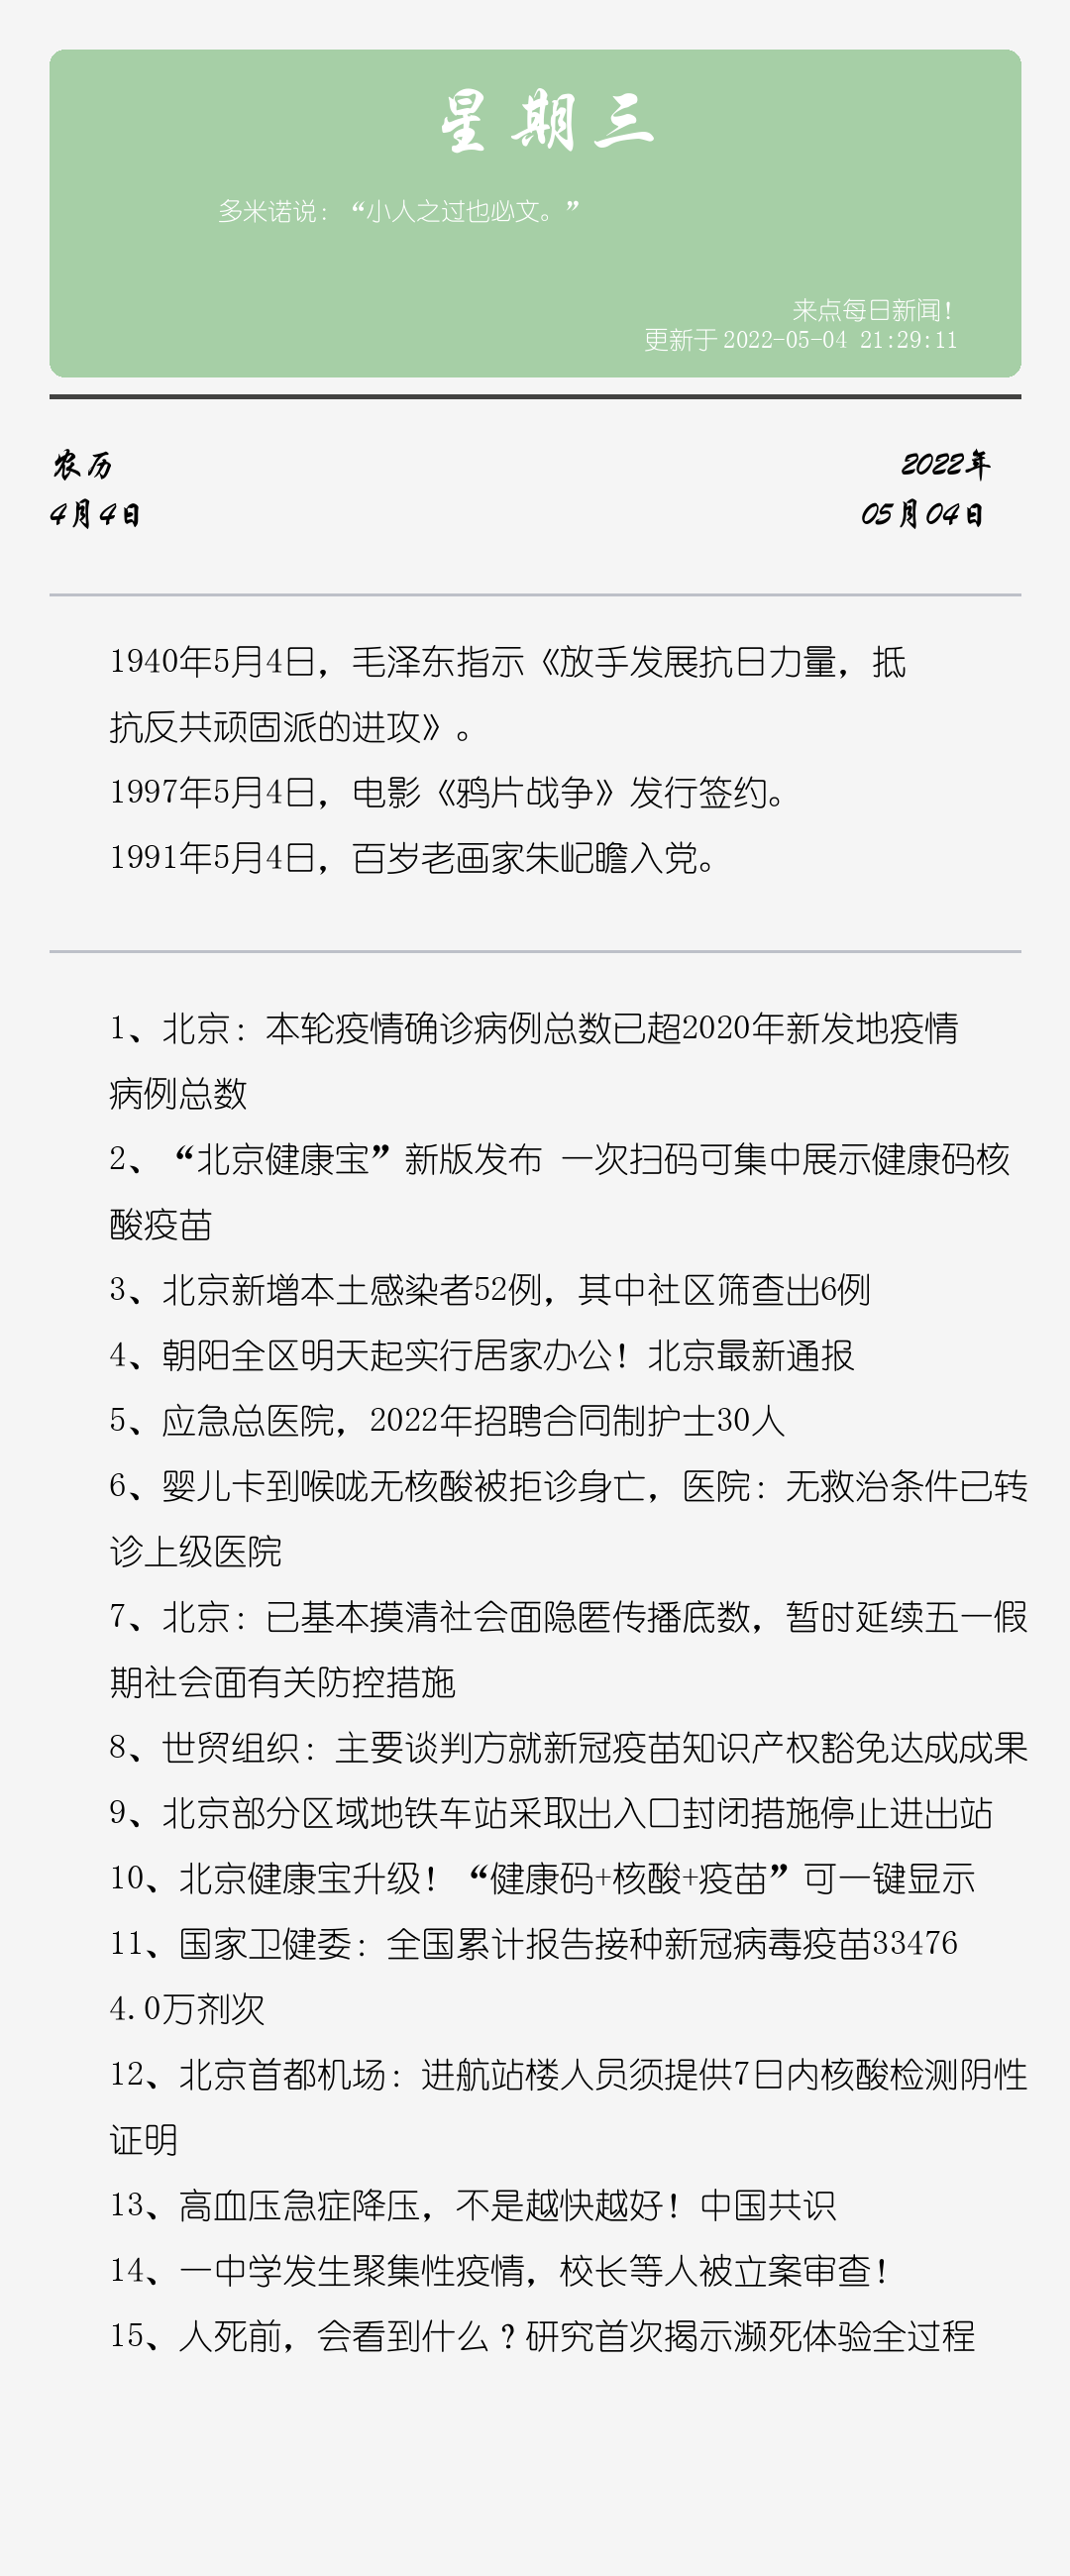 星期三
多米诺说：“小人之过也必文。”
来点每日新闻！
更新于 2022-05-04 21:29:11
农历
2022年
4月4日
05月04日
1940年5月4日，毛泽东指示《放手发展抗日力量，抵
抗反共顽固派的进攻》。
1997年5月4日，电影《鸦片战争》发行签约。
1991年5月4日，百岁老画家朱屺瞻入党。
1、北京：本轮疫情确诊病例总数已超2020年新发地疫情
病例总数
2、“北京健康宝”新版发布 一次扫码可集中展示健康码核
酸疫苗
3、北京新增本土感染者52例，其中社区筛查出6例
4、朝阳全区明天起实行居家办公！北京最新通报
5、应急总医院，2022年招聘合同制护士30人
6、婴儿卡到喉咙无核酸被拒诊身亡，医院：无救治条件已转
诊上级医院
7、北京：已基本摸清社会面隐匿传播底数，暂时延续五一假
期社会面有关防控措施
8、世贸组织：主要谈判方就新冠疫苗知识产权豁免达成成果
9、北京部分区域地铁车站采取出入口封闭措施停止进出站
10、北京健康宝升级！“健康码+核酸+疫苗”可一键显示
11、国家卫健委：全国累计报告接种新冠病毒疫苗33476
4.0万剂次
12、北京首都机场：进航站楼人员须提供7日内核酸检测阴性
证明
13、高血压急症降压，不是越快越好！中国共识
14、一中学发生聚集性疫情，校长等人被立案审查！
15、人死前，会看到什么？研究首次揭示濒死体验全过程